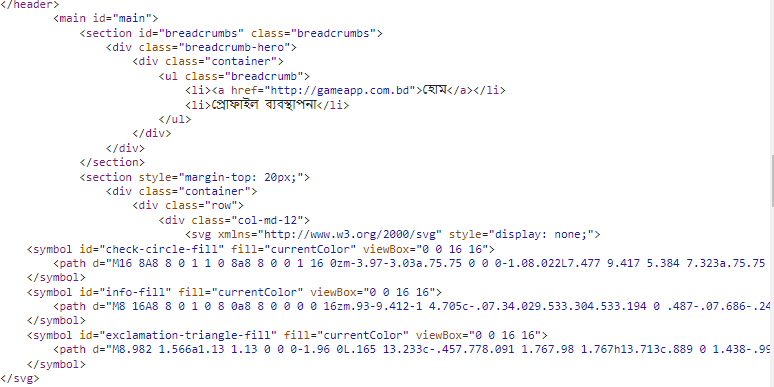 </header>
<main id="main">
<section id="breadcrumbs" class="breadcrumbs">
<div class="breadcrumb-hero">
<div class="container">
<ul class="breadcrumb">
<li><a href="http://gameapp.com.bd">হোম</a></li>
<li>প্রোফাইল ব্যবস্থাপনা</li>
</ul>
</div>
</div>
</section>
<section style="margin-top: 20px;">
<div class="container">
<div class="row">
<div class="col-md-12">
<svg xmlns="http://www.w3.org/2000/svg" style="display: none;">
<symbol id="check-circle-fill" fill="currentColor" viewBox="0 0 16 16">
<path d="M16 8A8 8 0 1 1 0 8a8 8 0 0 1 16 0zm-3.97-3.03a.75.75 0 0 0-1.08.022L7.477 9.417 5.384 7.323a.75.75
</symbol>
<symbol id="info-fill" fill="currentColor" viewBox="0 0 16 16">
<path d="M8 16A8 8 0 1 0 8 0a8 8 0 0 0 0 16zm.93-9.412-1 4.705c-.07.34.029.533.304.533.194 0 .487-.07.686-.24
</symbol>
<symbol id="exclamation-triangle-fill" fill="currentColor" viewBox="0 0 16 16">
<path d="M8.982 1.566a1.13 1.13 0 0 0-1.96 0L.165 13.233c-.457.778.091 1.767.98 1.767h13.713c.889 0 1.438-.99
</symbol>
</svg>